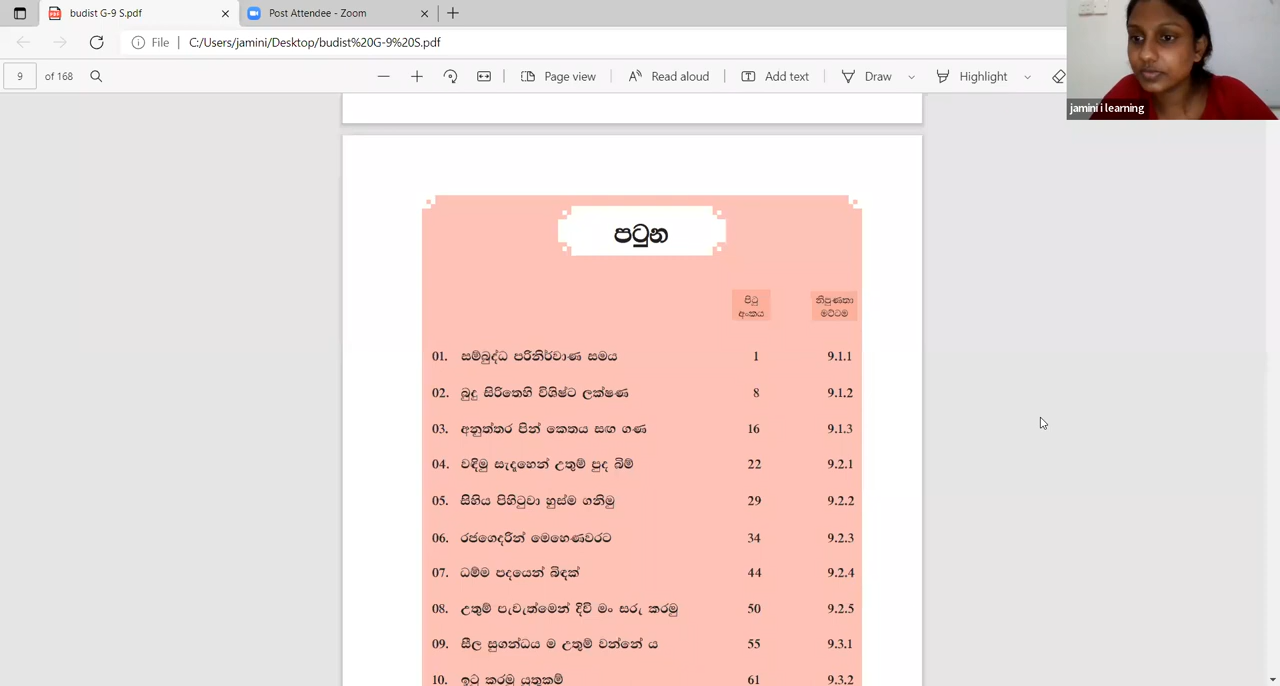 budist G-9 S.pdf
Post Attendee - Zoom
File
C:/Users/jamini/Desktop/budist%20G-9%20S.pdf
9 of 168
Page view
Read aloud
Add text
Draw
Highlight
jamini i learning
පටුන
පිටු අංකය
නිපුණතා මට්ටම
01. සම්බුද්ධ පරිනිර්වාණ සමය 1 9.1.1
02. බුදු සිරිතෙහි විශිෂ්ට ලක්ෂණ 8 9.1.2
03. අනුත්තර පින් කෙතය සඟ ගණ 16 9.1.3
04. වඳිමු සැදැහෙන් උතුම් පුද බිම් 22 9.2.1
05. සිහිය පිහිටුවා හුස්ම ගනිමු 29 9.2.2
06. රජගෙදරින් මෙහෙණවරට 34 9.2.3
07. ධම්ම පදයෙන් බිඳක් 44 9.2.4
08. උතුම් පැවැත්මෙන් දිවි මං සරු කරමු 50 9.2.5
09. සීල සුගන්ධය ම උතුම් වන්නේ ය 55 9.3.1
10. ඉටු කරමු යුතුකම් 61 9.3.2